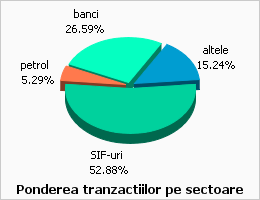 banci
26.59%
altele
15.24%
petrol
5.29%
SIF-uri
52.88%
Ponderea tranzactiilor pe sectoare